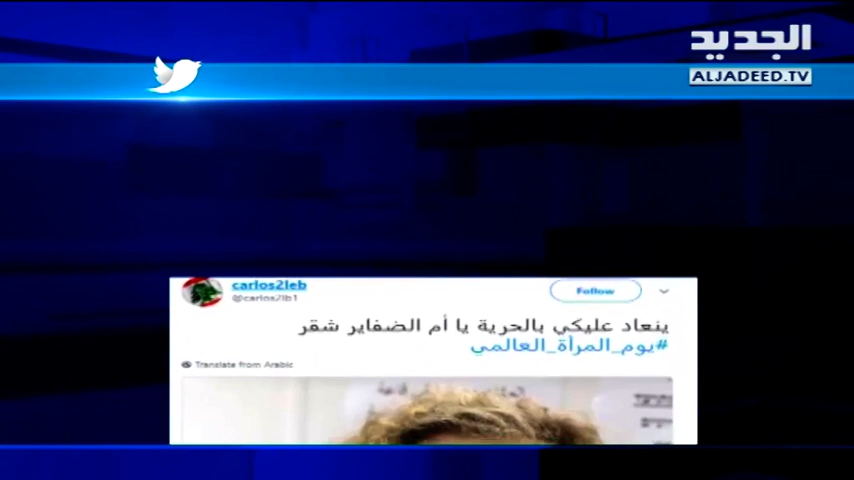 الجديد
ALJADEED.TV
carlos2leb
@carlos2lb1
Follow
ينعاد عليكي بالحرية يا أم الضفاير شقر
#يوم_المرأة_العالمي
Translate from Arabic